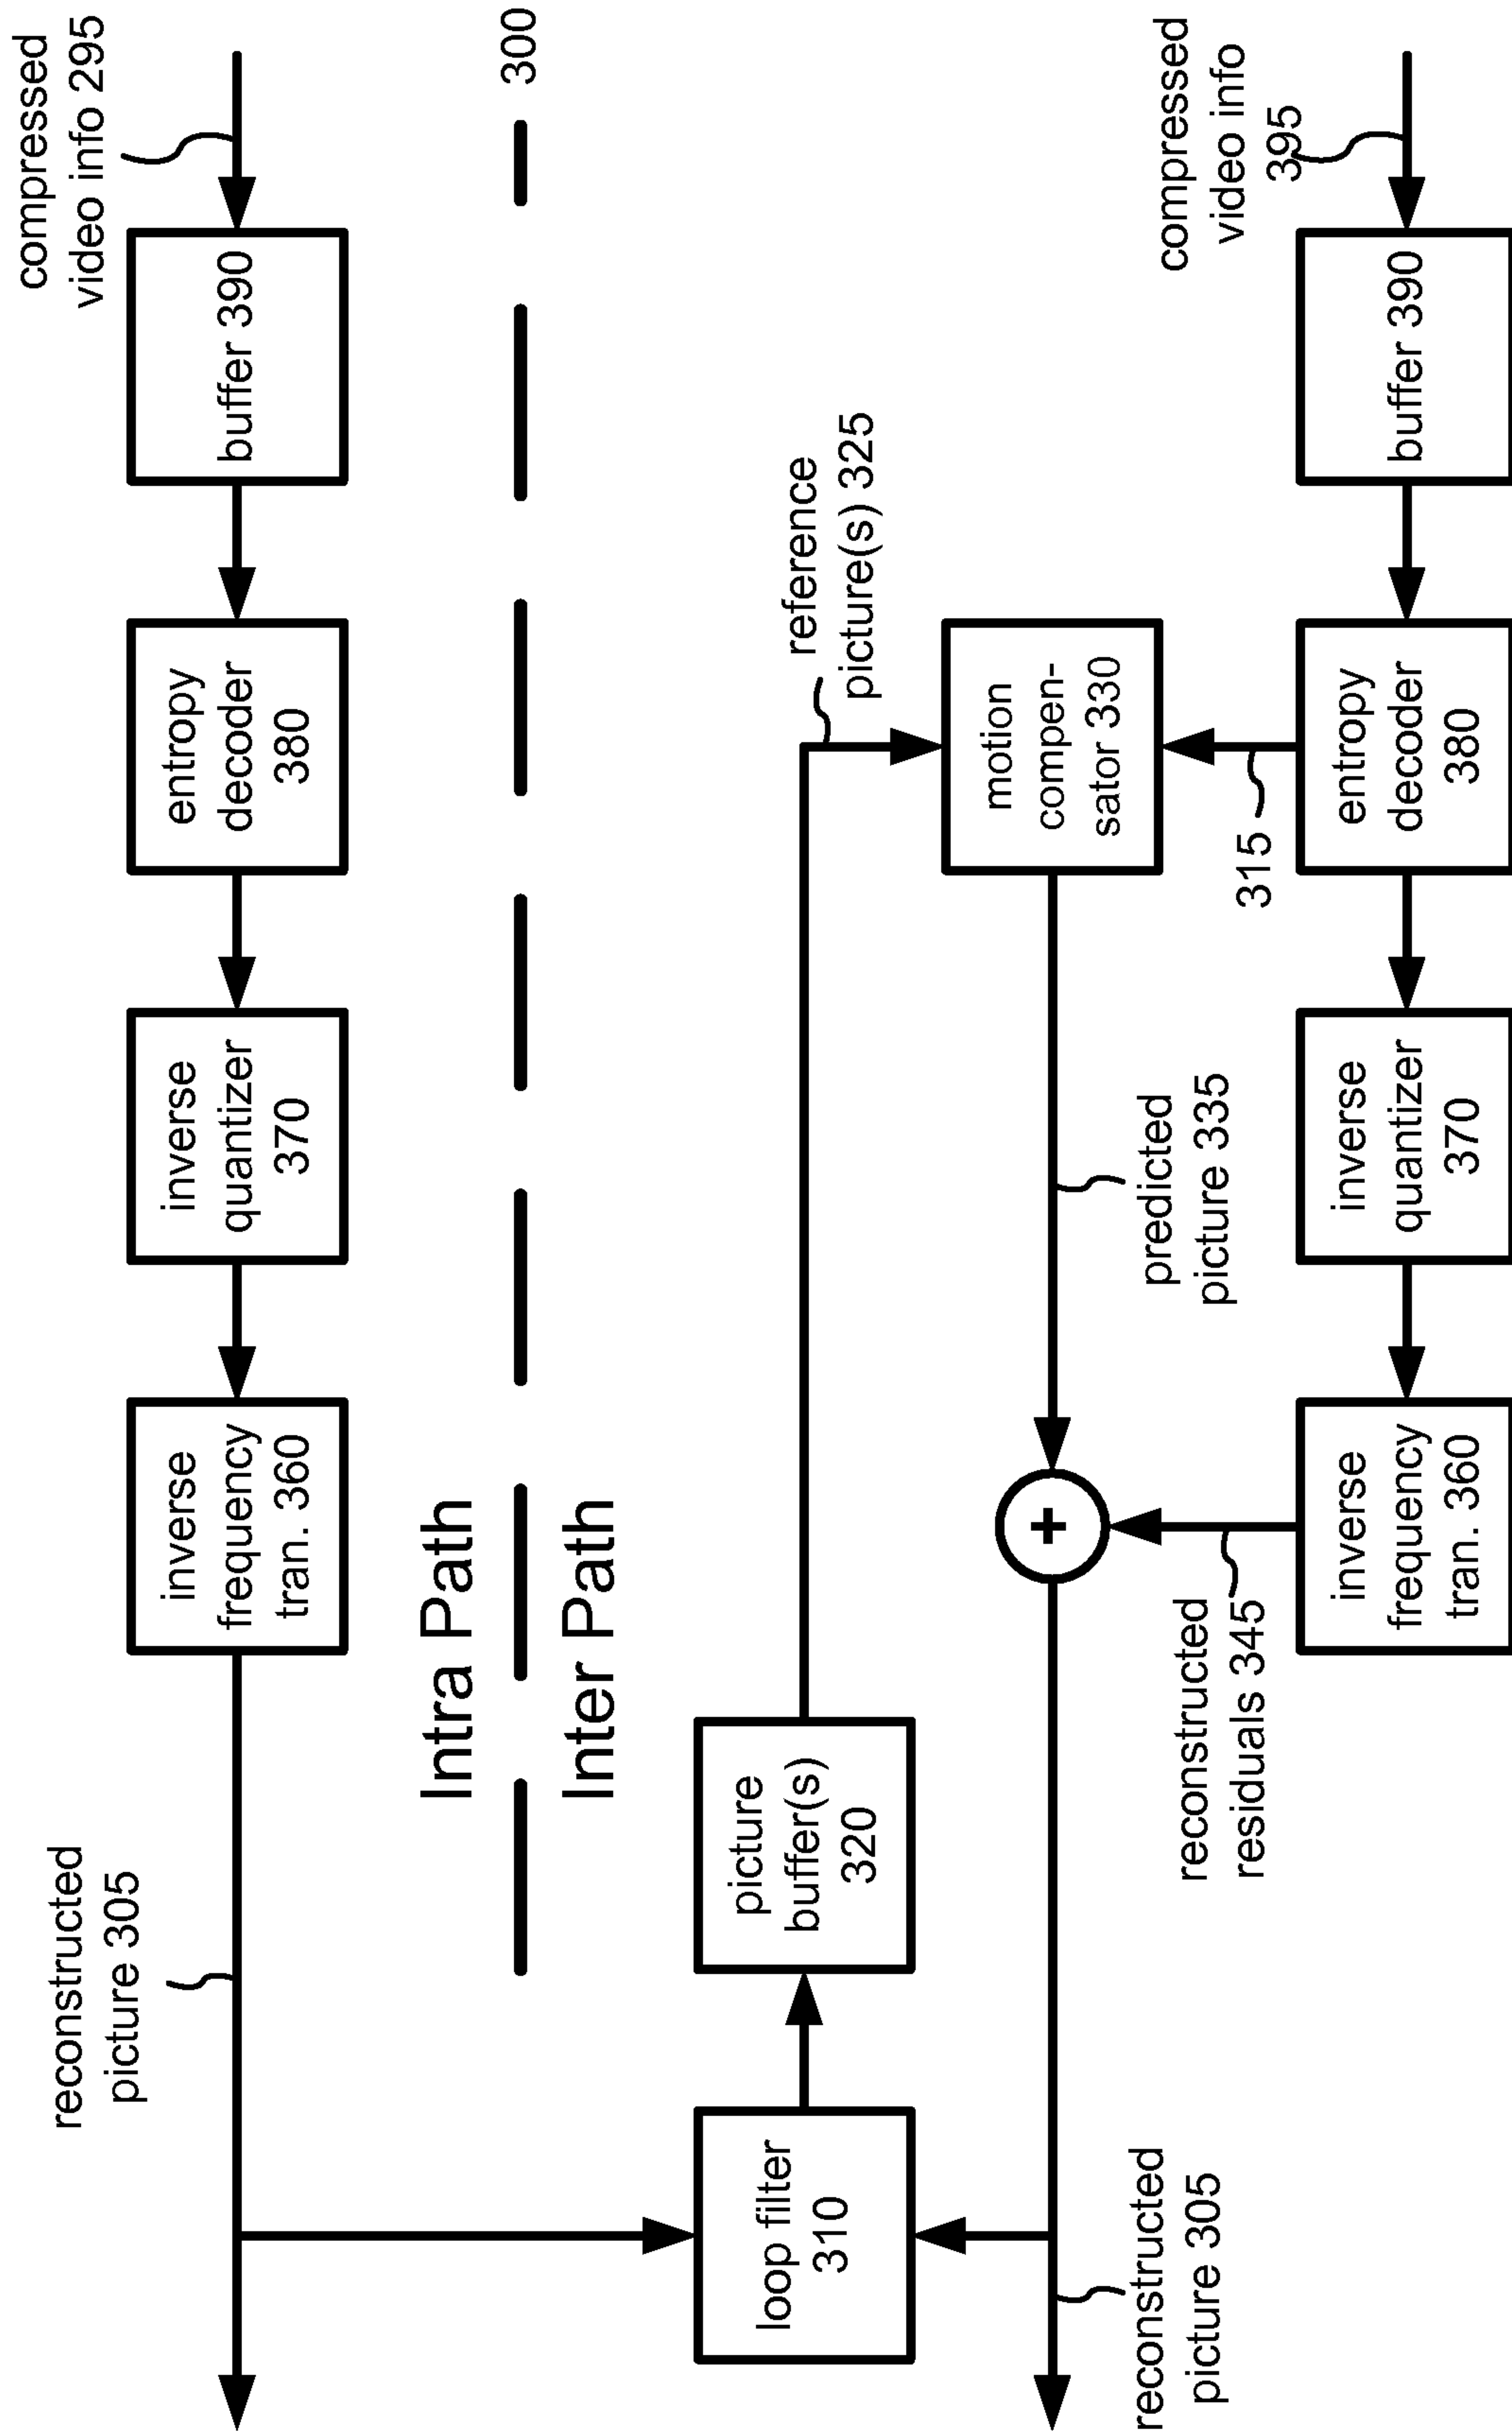 reconstructed
picture 305
inverse
frequency
tran. 360
inverse
quantizer
370
entropy
decoder
380
buffer 390
compressed
video info 295
Intra Path
300
Inter Path
loop filter
310
picture
buffer(s)
320
reference
picture(s) 325
motion
compen-
sator 330
+
predicted
picture 335
315
reconstructed
picture 305
reconstructed
residuals 345
inverse
frequency
tran. 360
inverse
quantizer
370
entropy
decoder
380
buffer 390
compressed
video info
395